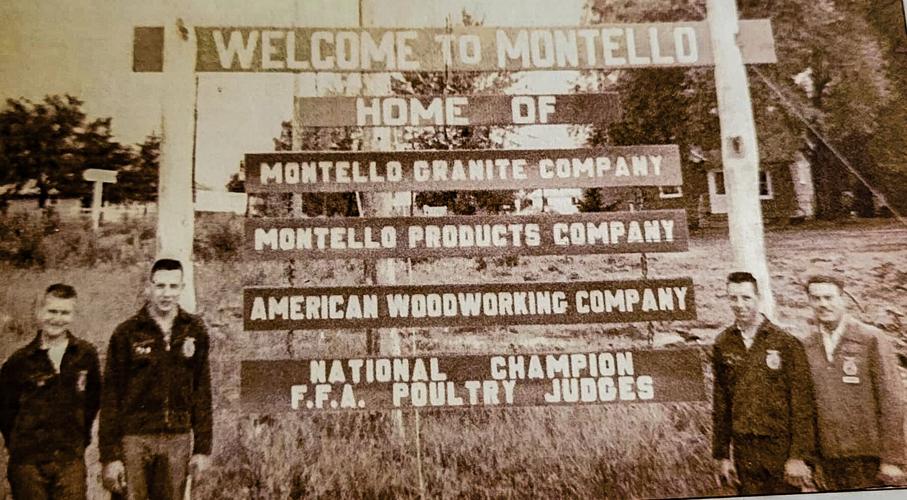 WELCOME TO MONTELLO
HOME OF
MONTELLO GRANITE COMPANY
MONTELLO PRODUCTS COMPANY
AMERICAN WOODWORKING COMPANY
NATIONAL CHAMPION
F.F.A. POULTRY JUDGES